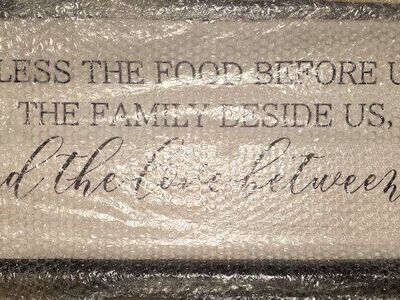 LESS THE FOOD BEFORE U
THE FAMILY BESIDE US,
d the love between